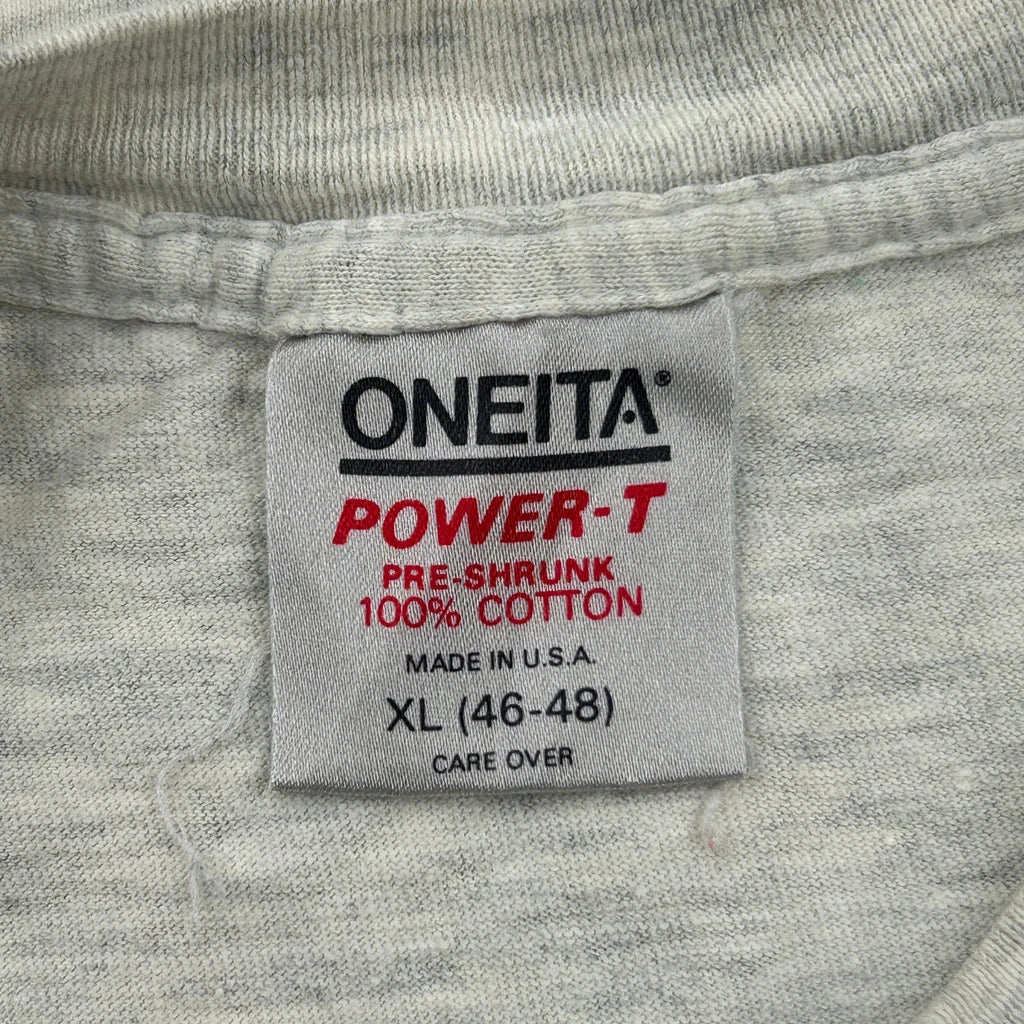 ONEITA®
POWER-T
PRE-SHRUNK
100% COTTON
MADE IN U.S.A.
XL (46-48)
CARE OVER